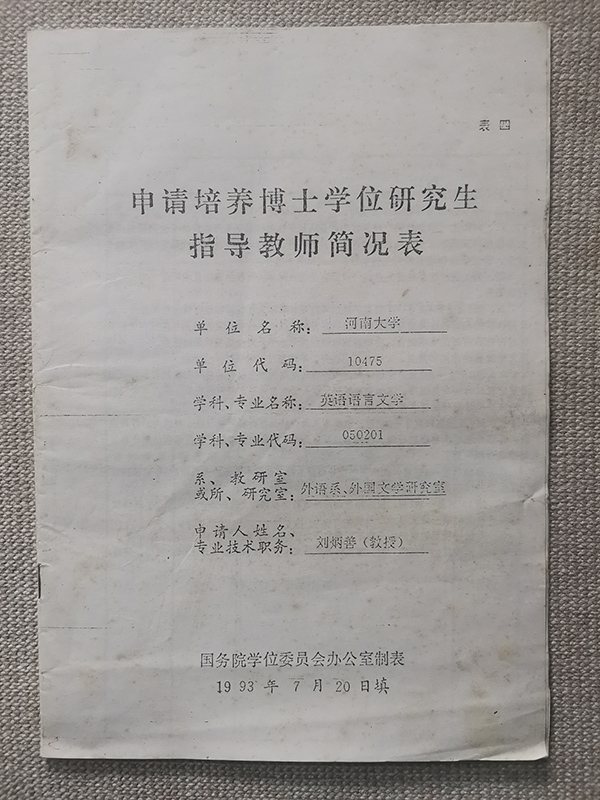 表四
申请培养博士学位研究生
指导教师简况表
单位名称：河南大学
单位代码：10475
学科、专业名称：英语语言文学
学科、专业代码：050201
系、教研室
或所、研究室：外语系、外国文学研究室
申请人姓名、
专业技术职务：刘炳善（教授）
国务院学位委员会办公室制表
1993年7月20日填